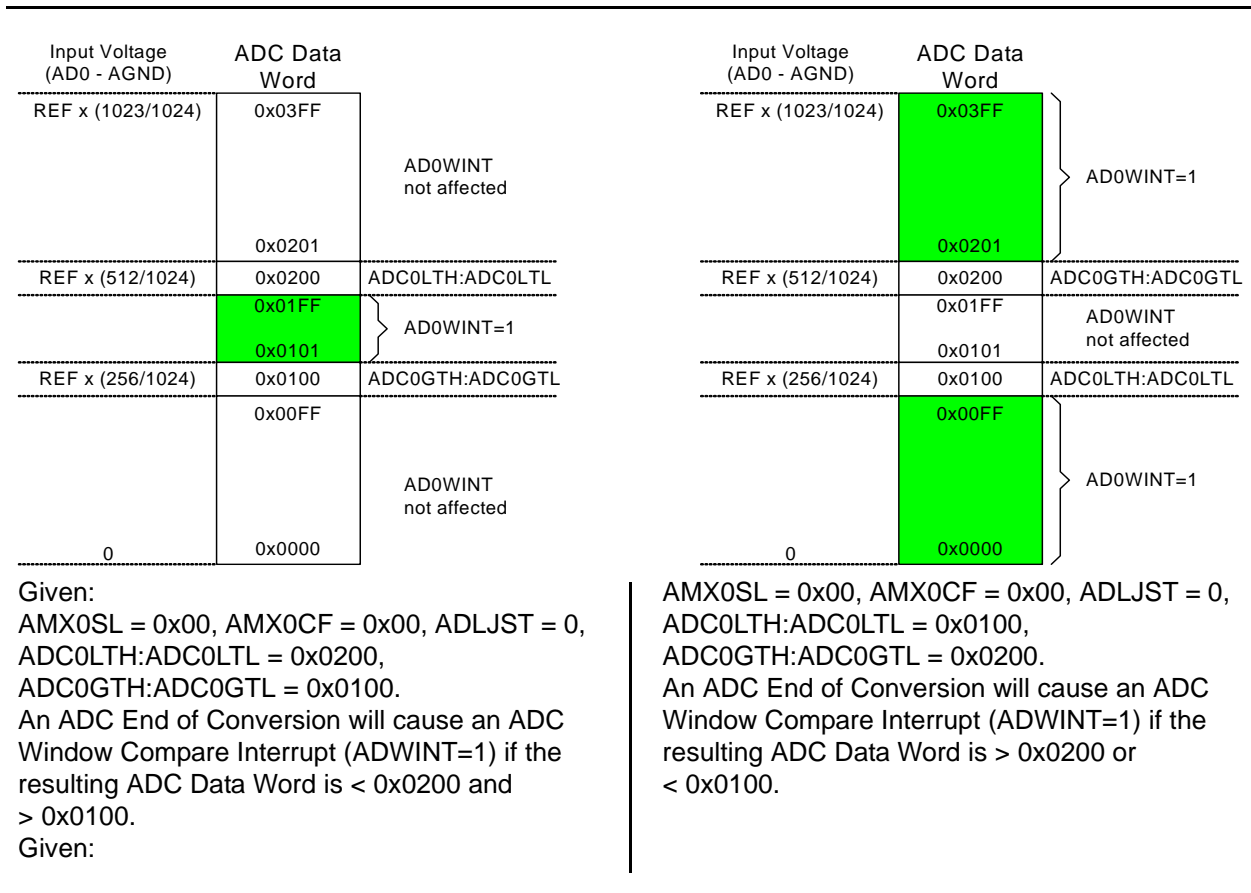 Input Voltage
(AD0 - AGND)
ADC Data
Word
REF x (1023/1024)
0x03FF
AD0WINT
not affected
0x0201
REF x (512/1024)
0x0200
ADC0LTH:ADC0LTL
0x01FF
AD0WINT=1
0x0101
REF x (256/1024)
0x0100
ADC0GTH:ADC0GTL
0x00FF
AD0WINT
not affected
0
0x0000
Given:
AMX0SL = 0x00, AMX0CF = 0x00, ADLJST = 0,
ADC0LTH:ADC0LTL = 0x0200,
ADC0GTH:ADC0GTL = 0x0100.
An ADC End of Conversion will cause an ADC
Window Compare Interrupt (ADWINT=1) if the
resulting ADC Data Word is < 0x0200 and
> 0x0100.
Given:
Input Voltage
(AD0 - AGND)
ADC Data
Word
REF x (1023/1024)
0x03FF
AD0WINT=1
0x0201
REF x (512/1024)
0x0200
ADC0GTH:ADC0GTL
0x01FF
AD0WINT
not affected
0x0101
REF x (256/1024)
0x0100
ADC0LTH:ADC0LTL
0x00FF
AD0WINT=1
0
0x0000
AMX0SL = 0x00, AMX0CF = 0x00, ADLJST = 0,
ADC0LTH:ADC0LTL = 0x0100,
ADC0GTH:ADC0GTL = 0x0200.
An ADC End of Conversion will cause an ADC
Window Compare Interrupt (ADWINT=1) if the
resulting ADC Data Word is > 0x0200 or
< 0x0100.